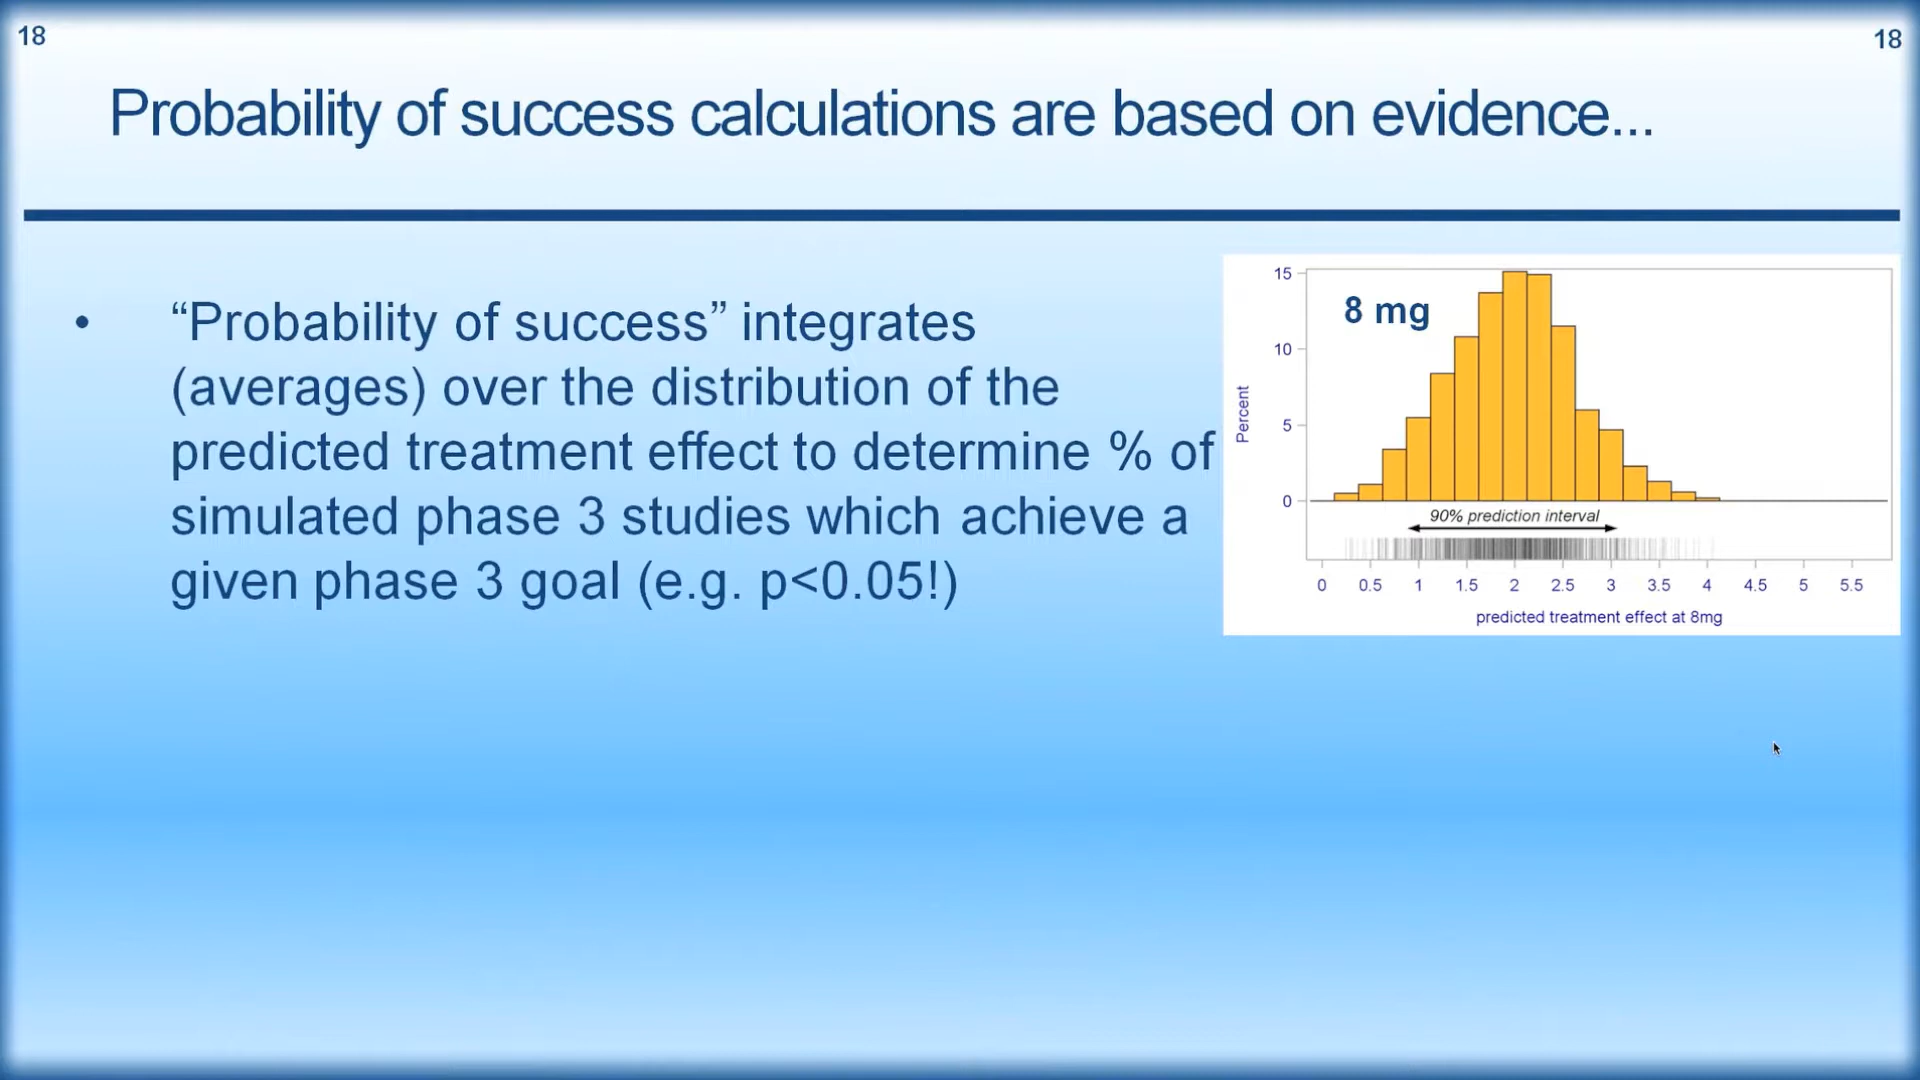 18
18
Probability of success calculations are based on evidence...
• “Probability of success” integrates
(averages) over the distribution of the
predicted treatment effect to determine % of
simulated phase 3 studies which achieve a
given phase 3 goal (e.g. p<0.05!)
8 mg
15
10
5
0
Percent
90% prediction interval
0 0.5 1 1.5 2 2.5 3 3.5 4 4.5 5 5.5
predicted treatment effect at 8mg